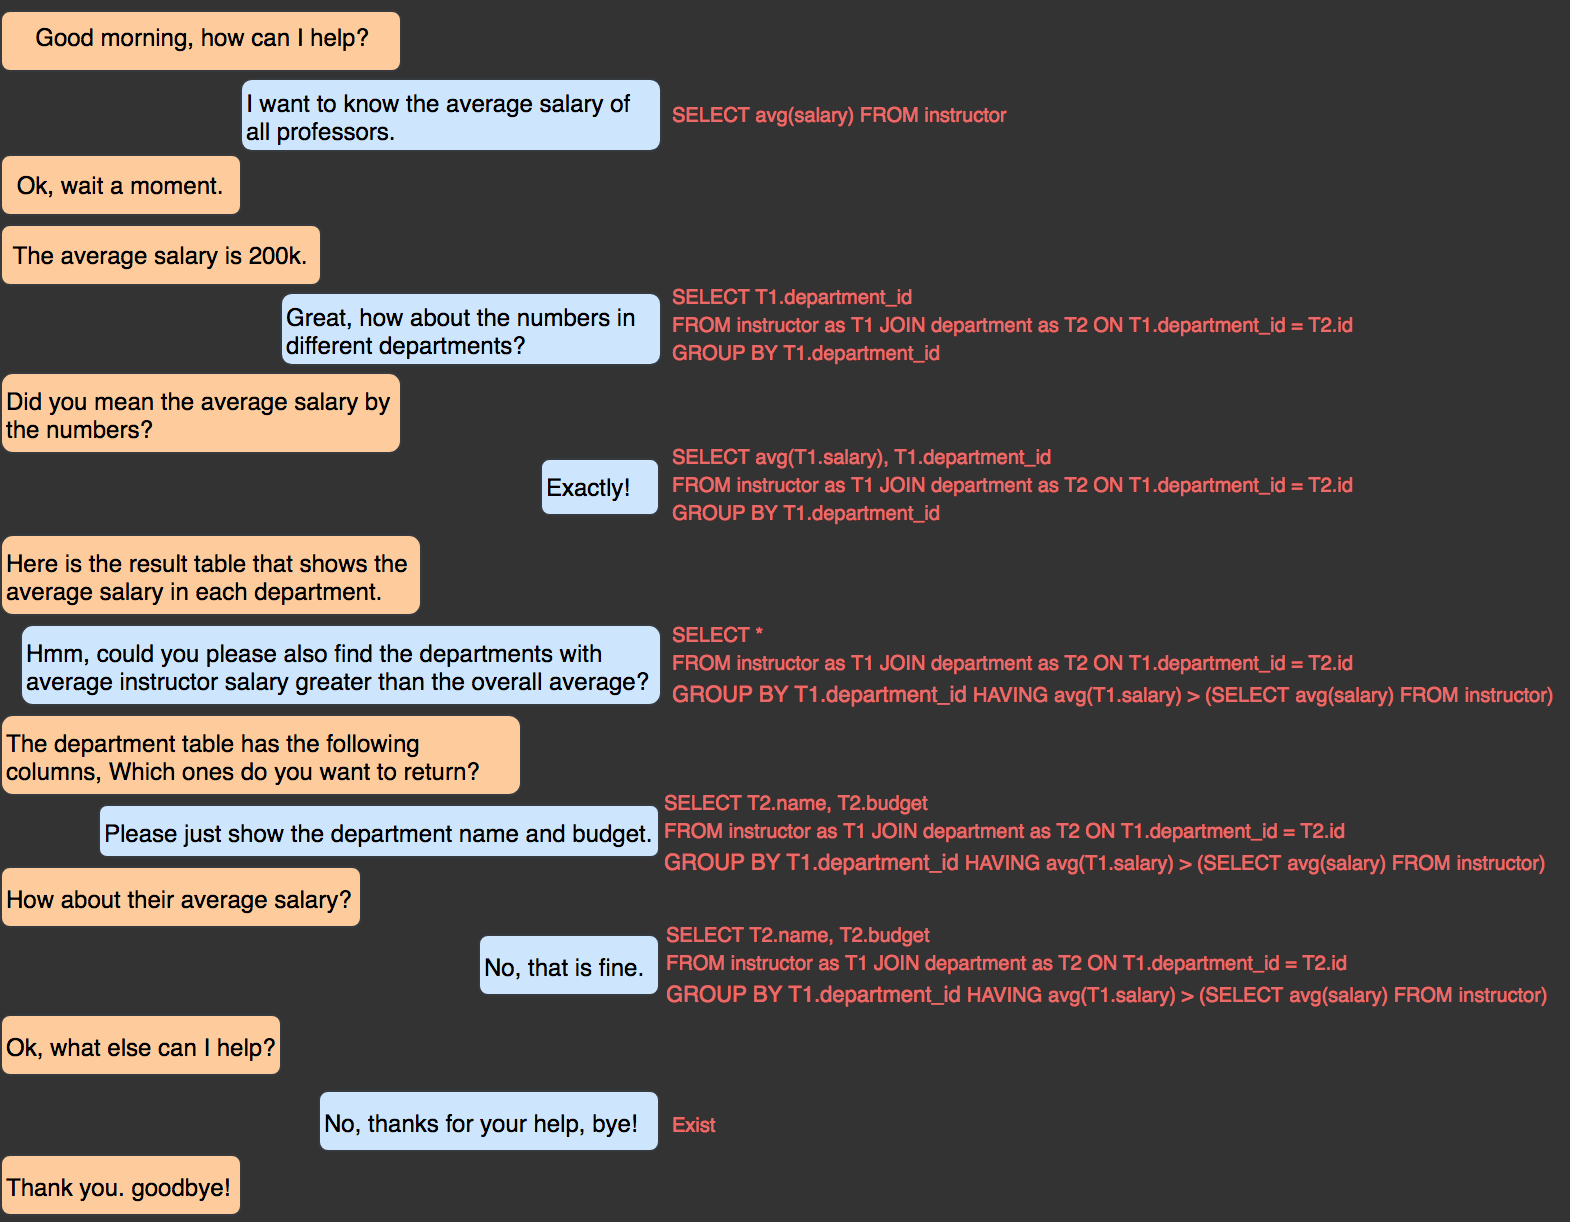 Good morning, how can I help?
I want to know the average salary of
all professors.
SELECT avg(salary) FROM instructor
Ok, wait a moment.
The average salary is 200k.
Great, how about the numbers in
different departments?
SELECT T1.department_id
FROM instructor as T1 JOIN department as T2 ON T1.department_id = T2.id
GROUP BY T1.department_id
Did you mean the average salary by
the numbers?
Exactly!
SELECT avg(T1.salary), T1.department_id
FROM instructor as T1 JOIN department as T2 ON T1.department_id = T2.id
GROUP BY T1.department_id
Here is the result table that shows the
average salary in each department.
Hmm, could you please also find the departments with
average instructor salary greater than the overall average?
SELECT *
FROM instructor as T1 JOIN department as T2 ON T1.department_id = T2.id
GROUP BY T1.department_id HAVING avg(T1.salary) > (SELECT avg(salary) FROM instructor)
The department table has the following
columns, Which ones do you want to return?
Please just show the department name and budget.
SELECT T2.name, T2.budget
FROM instructor as T1 JOIN department as T2 ON T1.department_id = T2.id
GROUP BY T1.department_id HAVING avg(T1.salary) > (SELECT avg(salary) FROM instructor)
How about their average salary?
No, that is fine.
SELECT T2.name, T2.budget
FROM instructor as T1 JOIN department as T2 ON T1.department_id = T2.id
GROUP BY T1.department_id HAVING avg(T1.salary) > (SELECT avg(salary) FROM instructor)
Ok, what else can I help?
No, thanks for your help, bye!
Exist
Thank you. goodbye!